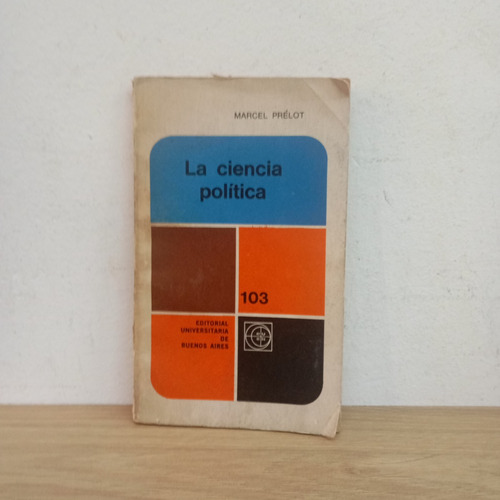 MARCEL PRÉLOT
La ciencia
política
103
EDITORIAL
UNIVERSITARIA
DE
BUENOS AIRES